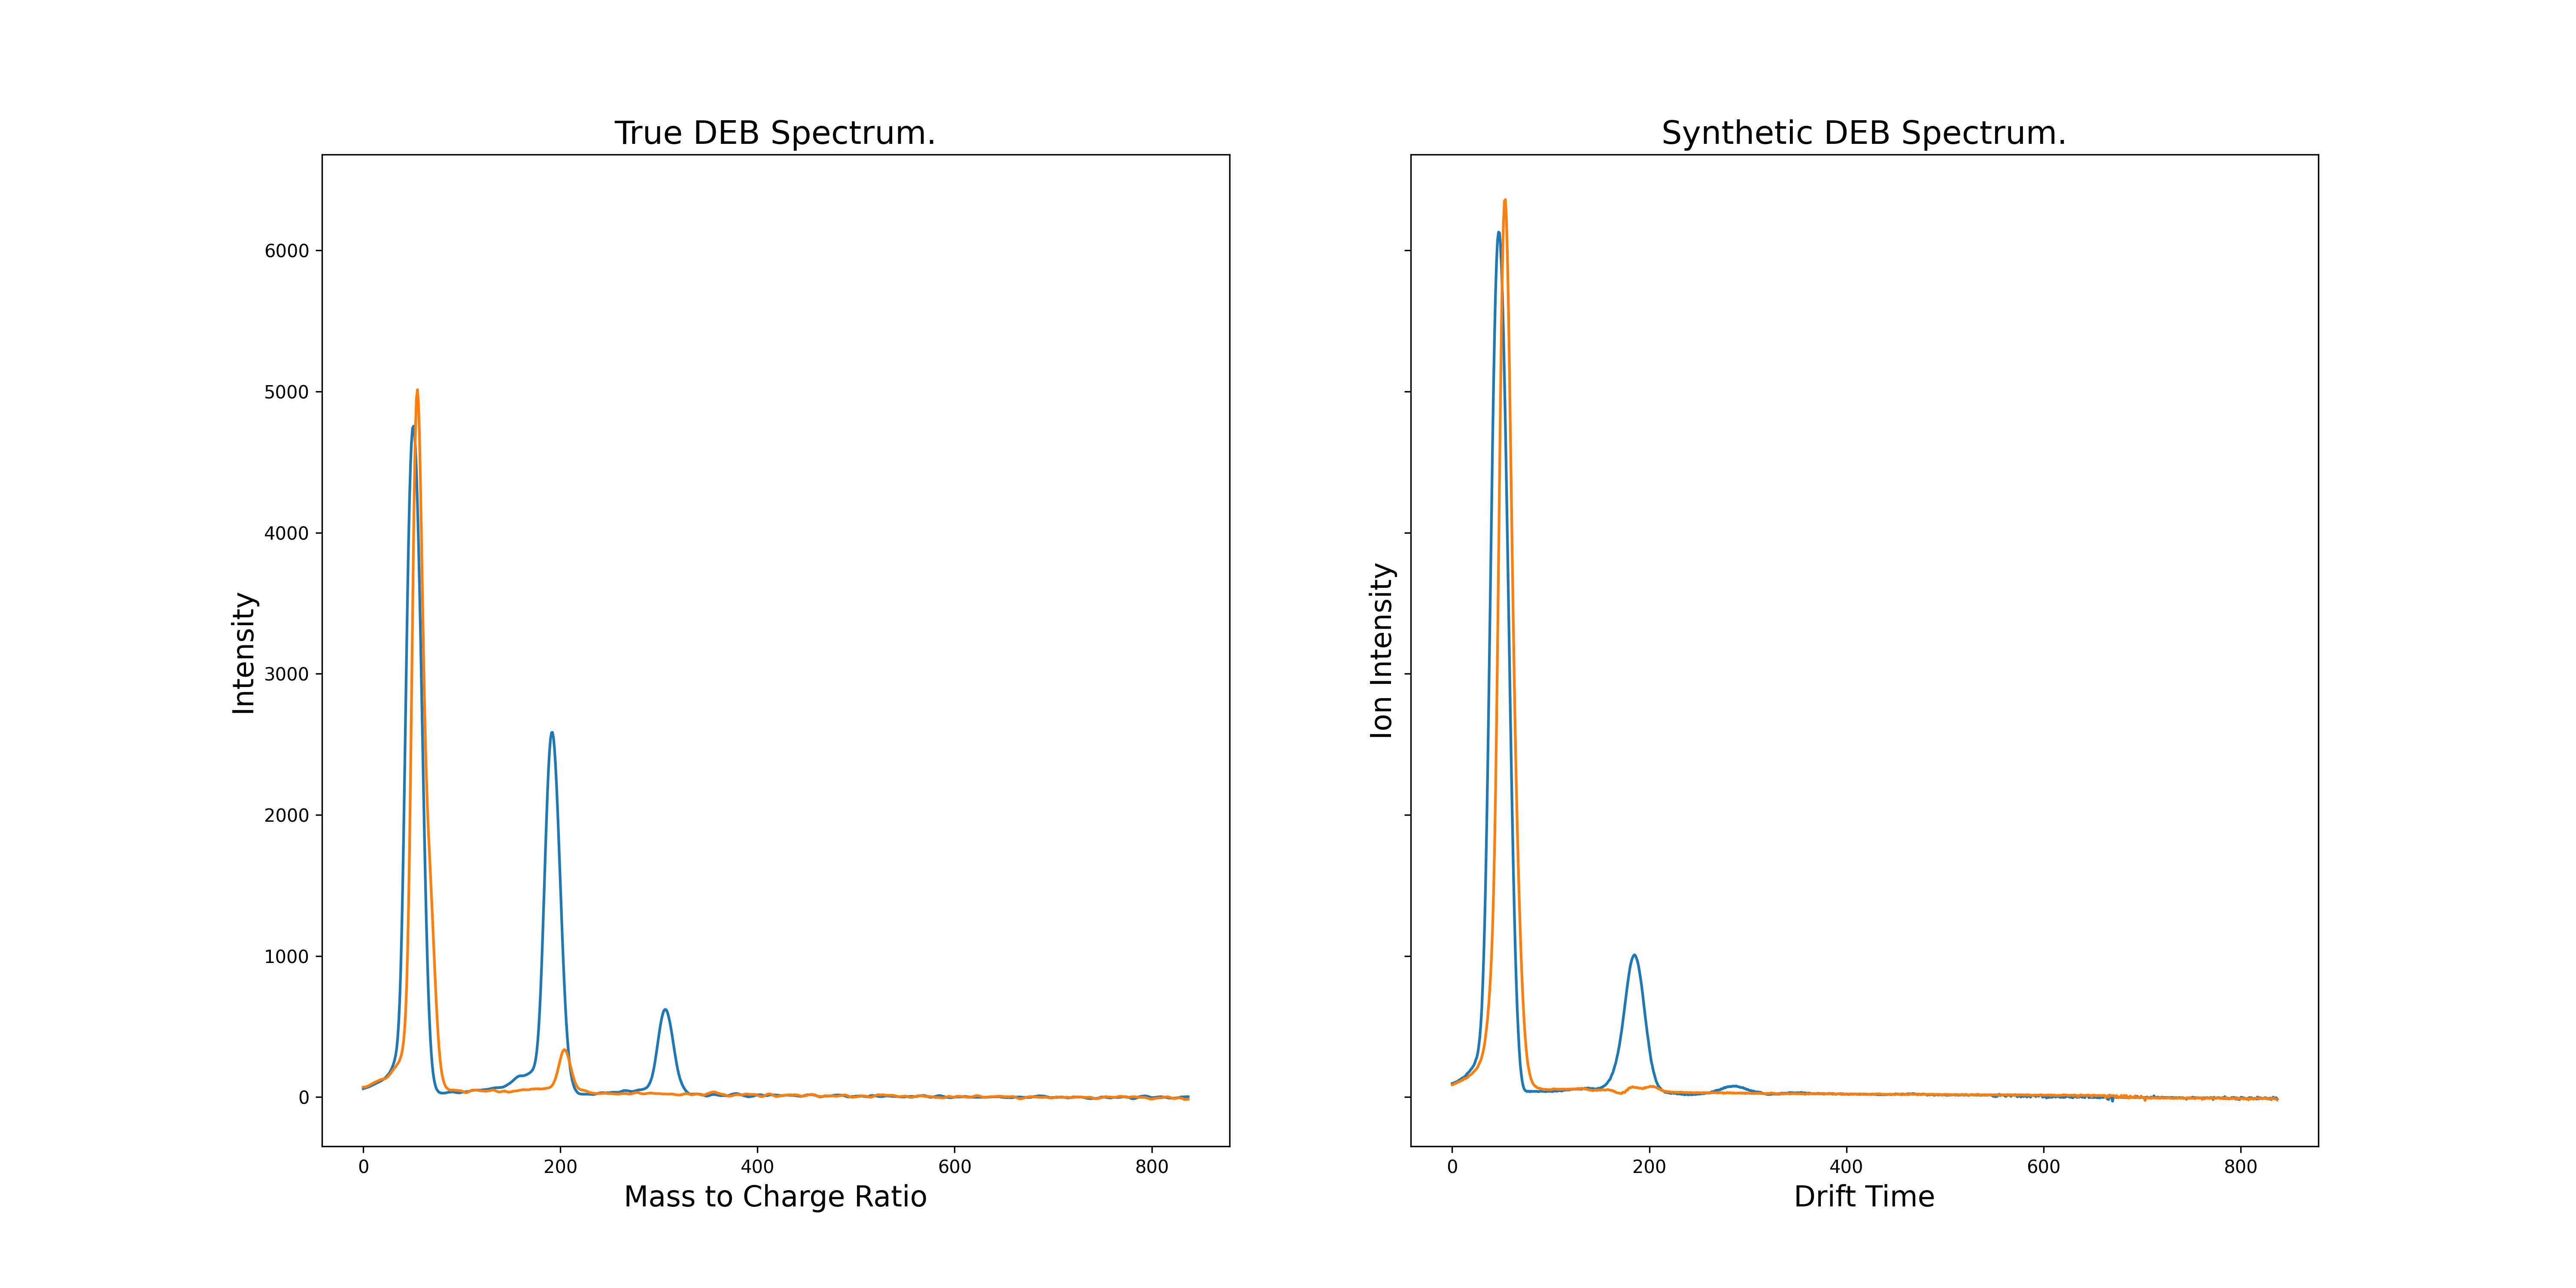 True DEB Spectrum.
Intensity
6000
5000
4000
3000
2000
1000
0
0 200 400 600 800
Mass to Charge Ratio
Synthetic DEB Spectrum.
Ion Intensity
0 200 400 600 800
Drift Time